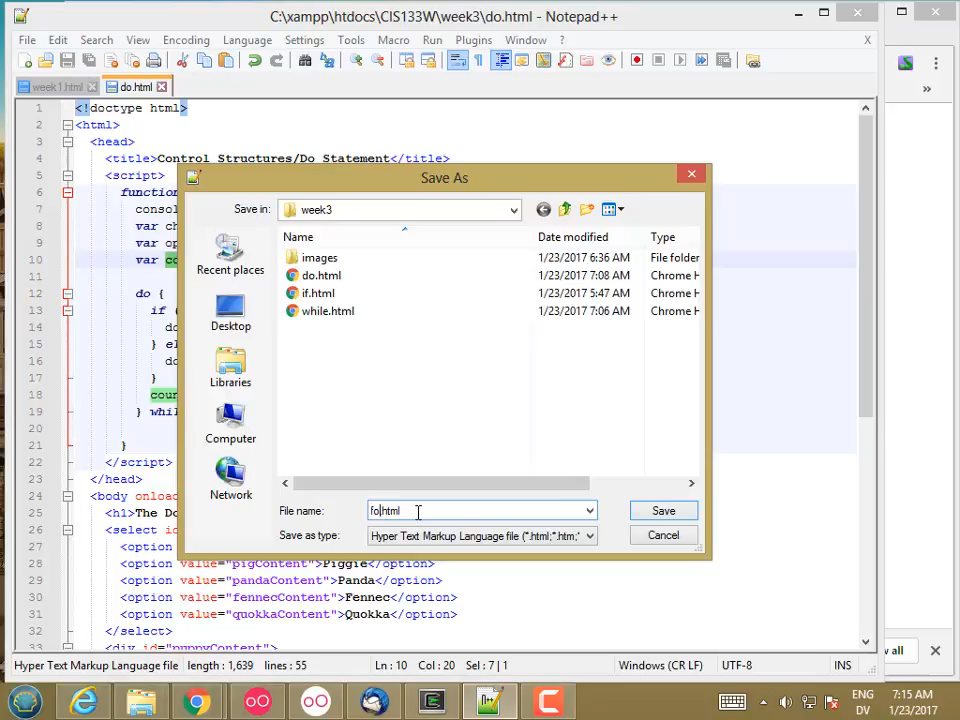 C:\xampp\htdocs\CIS133W\week3\do.html - Notepad++
File Edit Search View Encoding Language Settings Tools Macro Run Plugins Window ? X
week1.html do.html
1 <!doctype html>
2 <html>
3 <head>
4 <title>Control Structures/Do Statement</title>
5 <script>
6 function
7 consol
8 var ch
9 var op
10 var co
11
12 do {
13 if (
14 do
15 } el
16 do
17 }
18 coun
19 } whil
20
21 }
22 </script>
23 </head>
24 <body onloa
25 <h1>The Do
26 <select id
27 <option
28 <option value="pigContent">Piggie</option>
29 <option value="pandaContent">Panda</option>
30 <option value="fennecContent">Fennec</option>
31 <option value="quokkaContent">Quokka</option>
32 </select>
33 <div id="puppyContent">
Save As
Save in: week3
Name Date modified Type
images 1/23/2017 6:36 AM File folder
do.html 1/23/2017 7:08 AM Chrome H
if.html 1/23/2017 5:47 AM Chrome H
while.html 1/23/2017 7:06 AM Chrome H
Recent places
Desktop
Libraries
Computer
Network
File name: fo.html Save
Save as type: Hyper Text Markup Language file (*.html;*.htm;* Cancel
Hyper Text Markup Language file length : 1,639 lines : 55 Ln : 10 Col : 20 Sel : 7 | 1 Windows (CR LF) UTF-8 INS
w all
ENG
DV
7:15 AM
1/23/2017